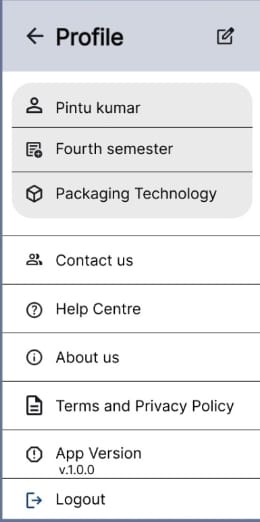 Profile
Pintu kumar
Fourth semester
Packaging Technology
Contact us
Help Centre
About us
Terms and Privacy Policy
App Version
v.1.0.0
Logout